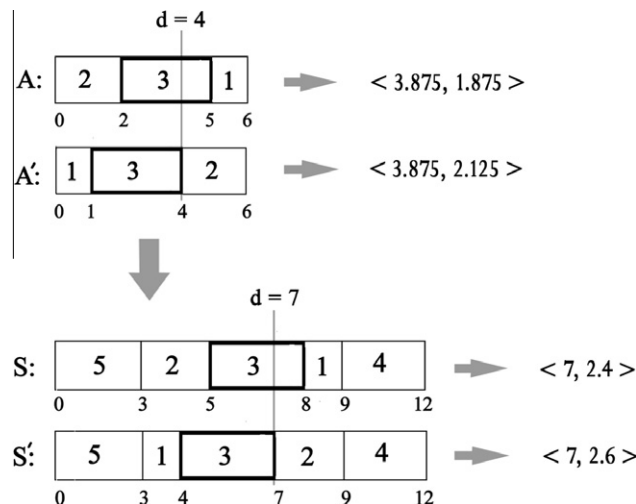 d = 4
A: 2 3 1 < 3.875, 1.875 >
0 2 5 6
A′: 1 3 2 < 3.875, 2.125 >
0 1 4 6
d = 7
S: 5 2 3 1 4 < 7, 2.4 >
0 3 5 8 9 12
S′: 5 1 3 2 4 < 7, 2.6 >
0 3 4 7 9 12